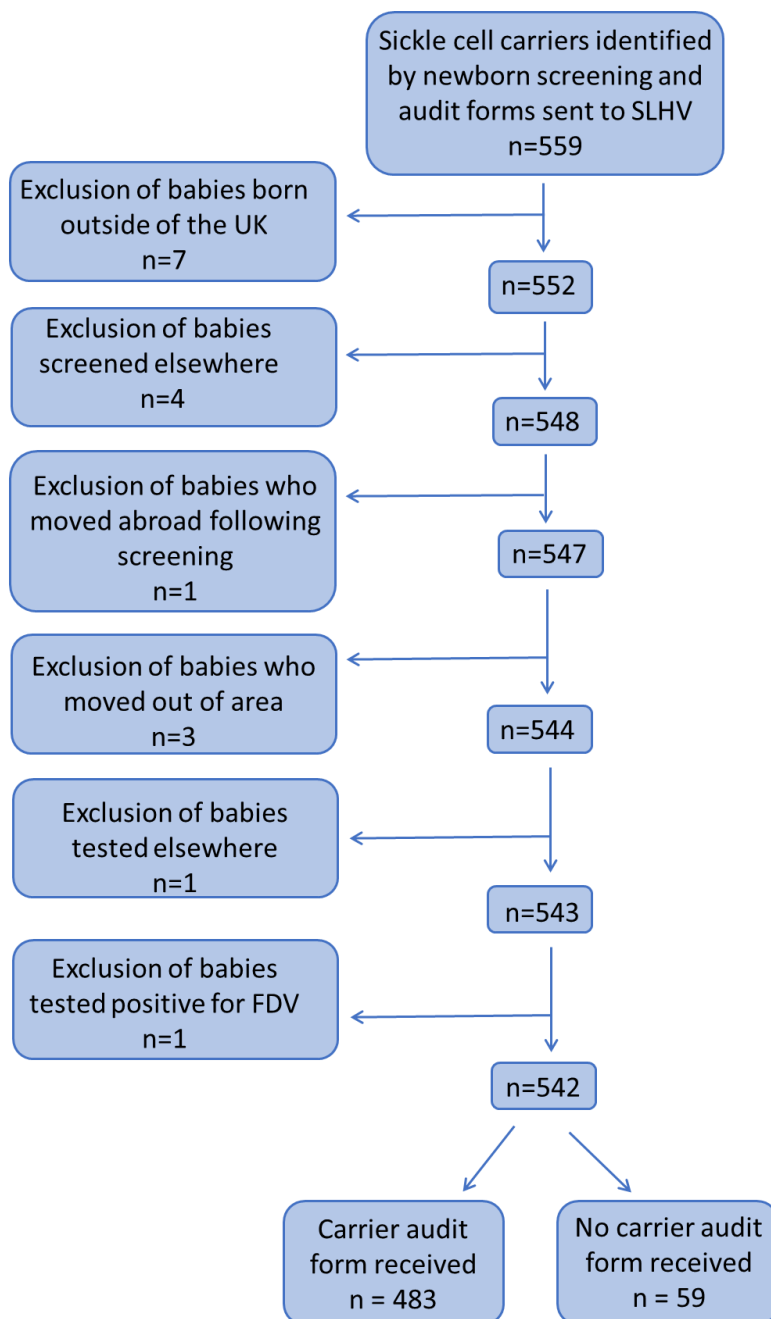 Sickle cell carriers identified
by newborn screening and
audit forms sent to SLHV
n=559
Exclusion of babies born
outside of the UK
n=7
n=552
Exclusion of babies
screened elsewhere
n=4
n=548
Exclusion of babies who
moved abroad following
screening
n=1
n=547
Exclusion of babies who
moved out of area
n=3
n=544
Exclusion of babies
tested elsewhere
n=1
n=543
Exclusion of babies
tested positive for FDV
n=1
n=542
Carrier audit
form received
n = 483
No carrier audit
form received
n = 59